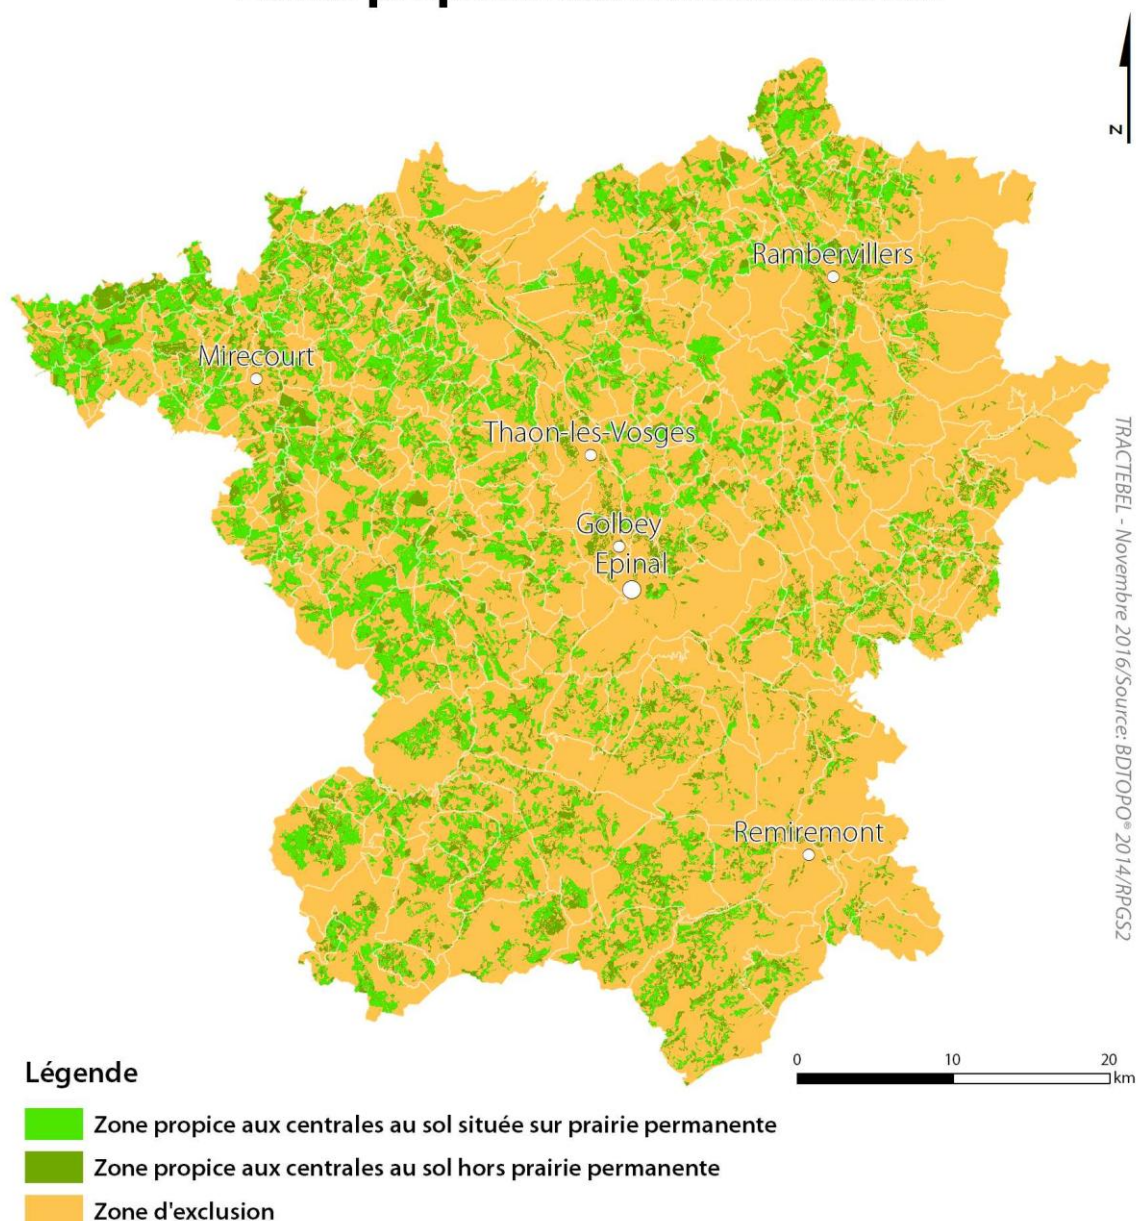 N
Rambervillers
Mirecourt
Thaon-les-Vosges
Golbey
Epinal
Remiremont
TRACTEBEL - Novembre 2016/Source: BDTOPO® 2014/RPGS2
0 10 20
km
Légende
Zone propice aux centrales au sol située sur prairie permanente
Zone propice aux centrales au sol hors prairie permanente
Zone d'exclusion